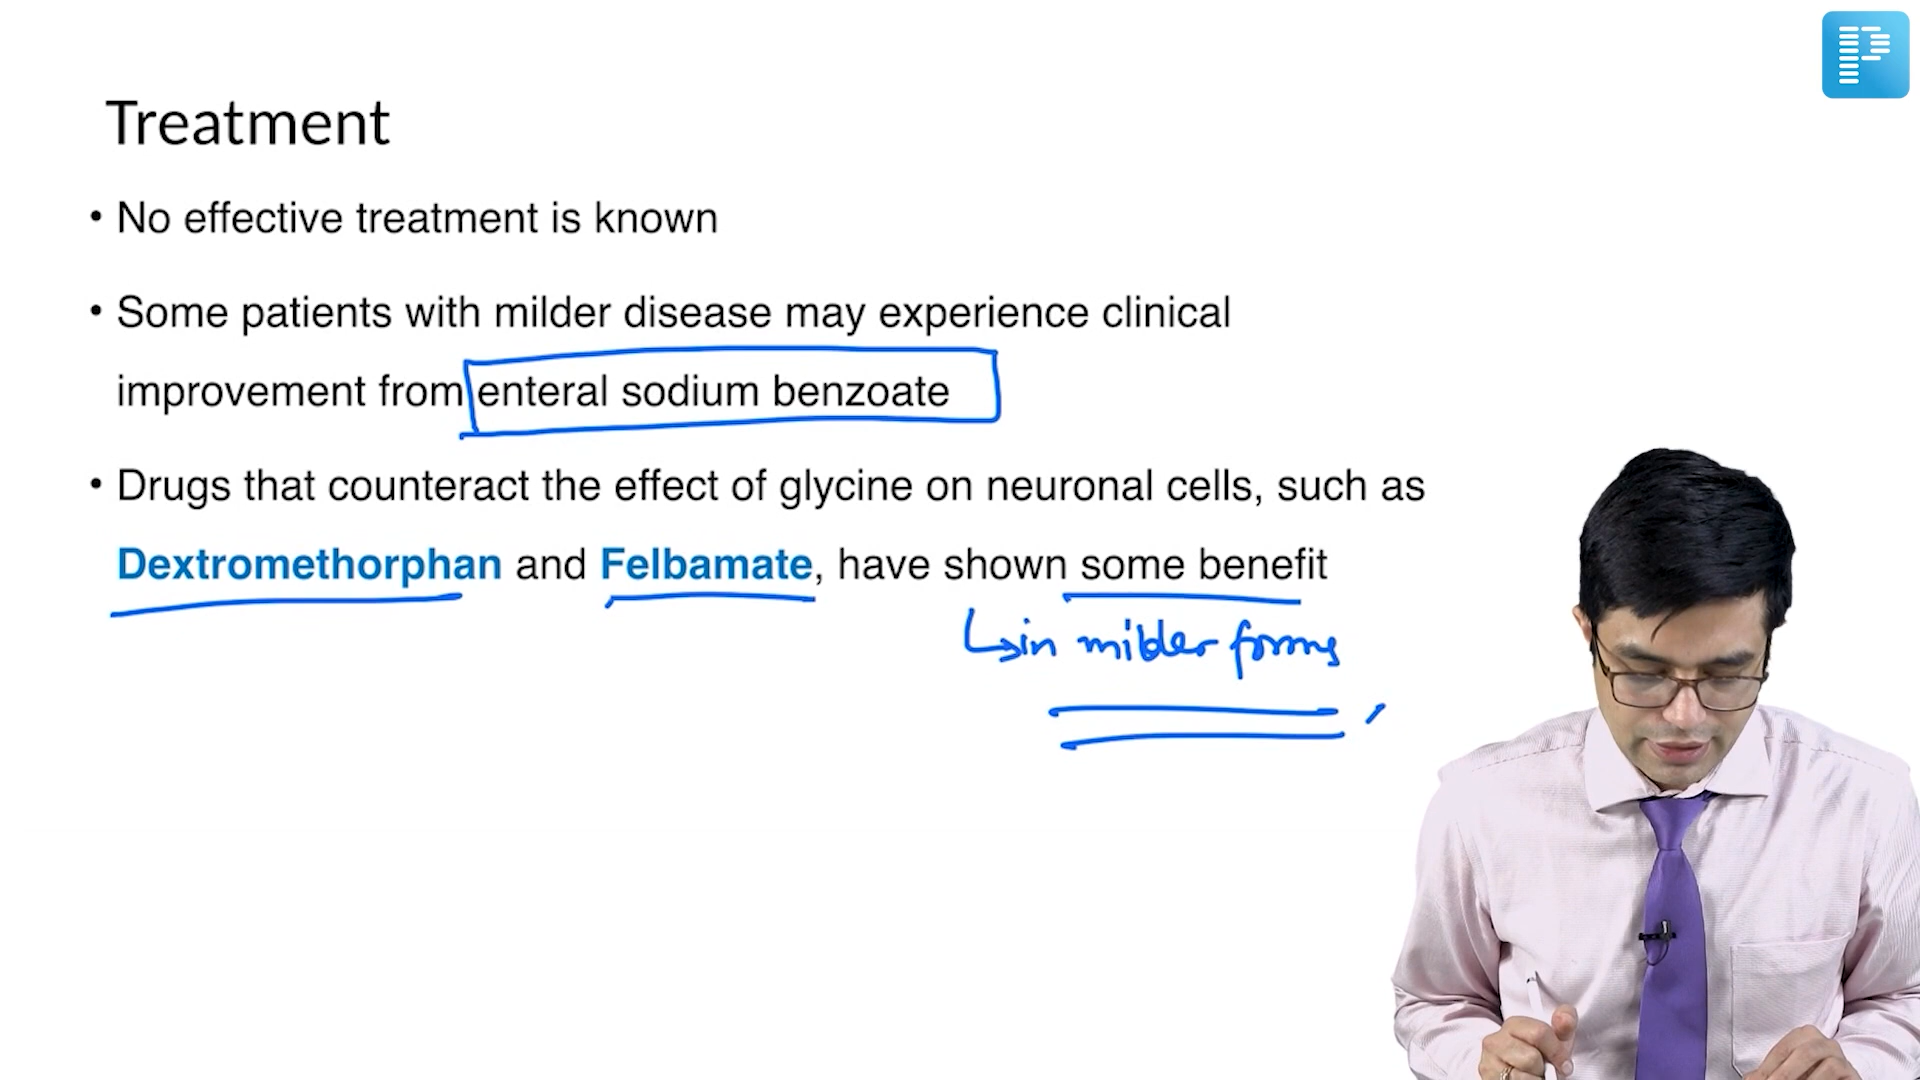 Treatment
• No effective treatment is known
• Some patients with milder disease may experience clinical
improvement from enteral sodium benzoate
• Drugs that counteract the effect of glycine on neuronal cells, such as
Dextromethorphan and Felbamate, have shown some benefit
↳in milder forms